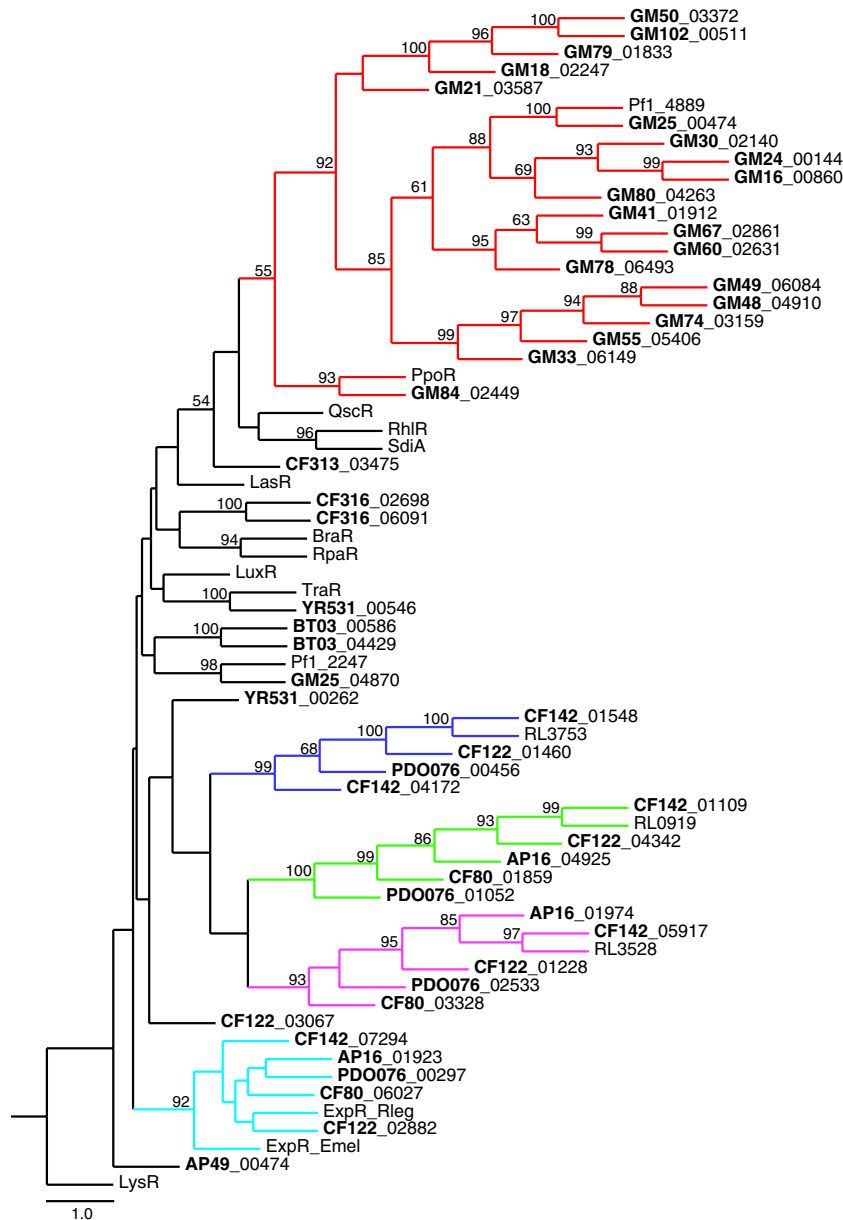 100 GM50_03372
96 GM102_00511
100 GM79_01833
GM18_02247
GM21_03587
100 Pf1_4889
GM25_00474
88 93 GM30_02140
99 GM24_00144
92 69 GM16_00860
61 GM80_04263
63 GM41_01912
99 GM67_02861
95 GM60_02631
85 GM78_06493
55 88 GM49_06084
94 GM48_04910
97 GM74_03159
99 GM55_05406
GM33_06149
93 PpoR
GM84_02449
54 QscR
96 RhlR
SdiA
CF313_03475
LasR
100 CF316_02698
CF316_06091
94 BraR
RpaR
LuxR
100 TraR
YR531_00546
100 BT03_00586
BT03_04429
98 Pf1_2247
GM25_04870
YR531_00262
100 CF142_01548
100 RL3753
68 CF122_01460
99 PDO076_00456
CF142_04172
99 CF142_01109
93 RL0919
86 CF122_04342
99 AP16_04925
100 CF80_01859
PDO076_01052
85 AP16_01974
97 CF142_05917
95 RL3528
CF122_01228
93 PDO076_02533
CF80_03328
CF122_03067
CF142_07294
AP16_01923
PDO076_00297
92 CF80_06027
ExpR_Rleg
CF122_02882
ExpR_Emel
AP49_00474
LysR
1.0